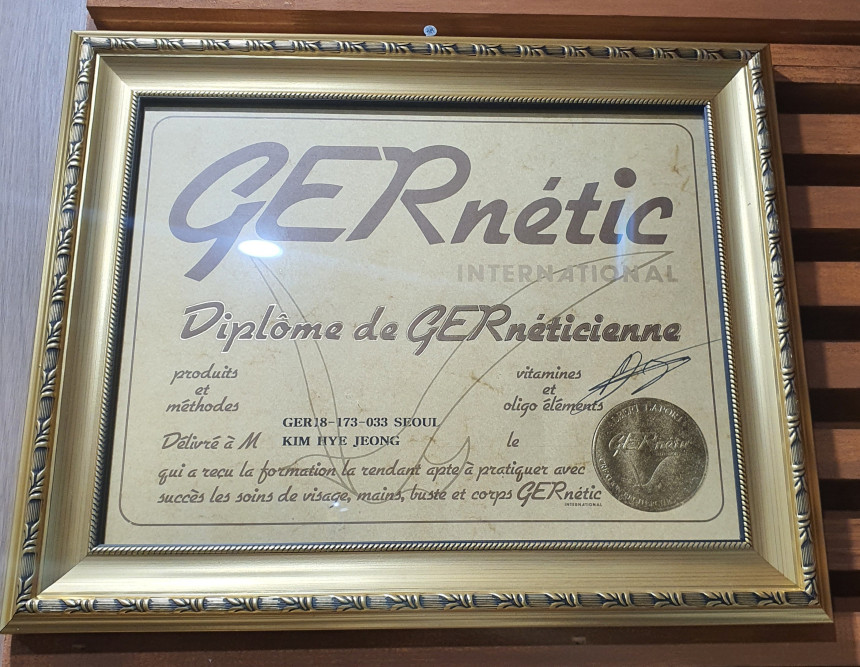 GERnétic
INTERNATIONAL
Diplôme de GERnéticienne
produits
et
méthodes
vitamines
et
oligo éléments
GER18-173-033 SEOUL
Délivré à M KIM HYE JEONG le
qui a reçu la formation la rendant apte à pratiquer avec
succès les soins de visage, mains, buste et corps GERnétic
INTERNATIONAL
LAPORTE
GERnétic